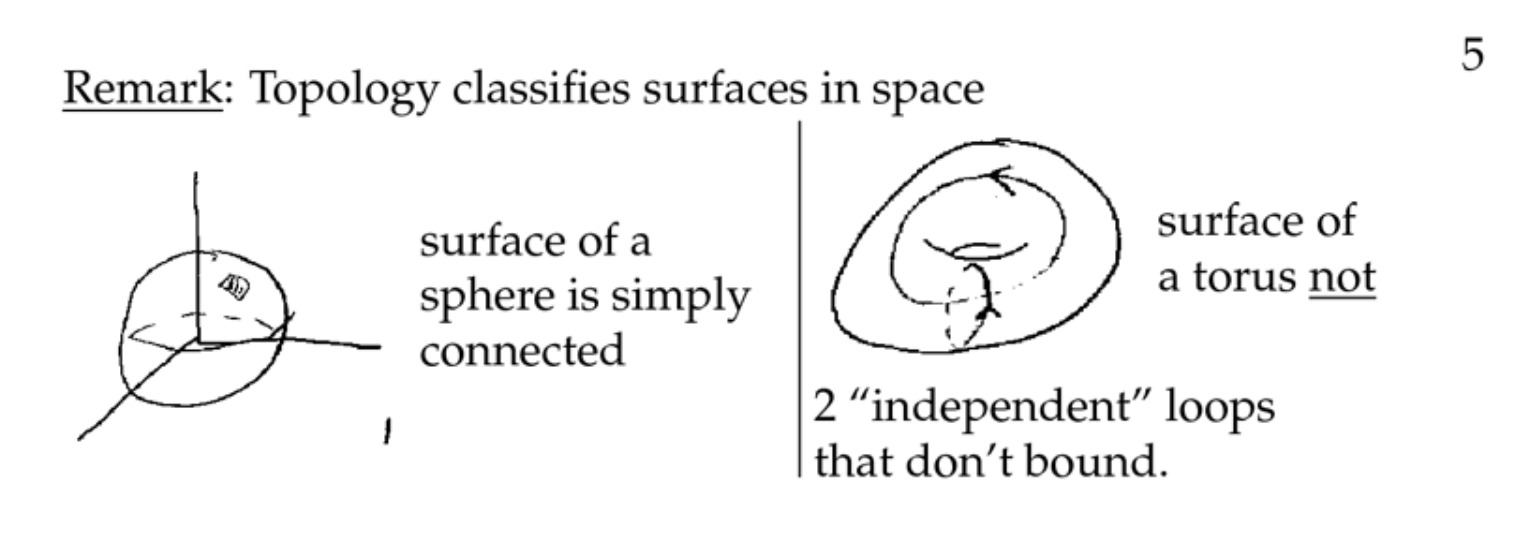 5
Remark: Topology classifies surfaces in space
surface of a
sphere is simply
connected
surface of
a torus not
2 “independent” loops
that don’t bound.